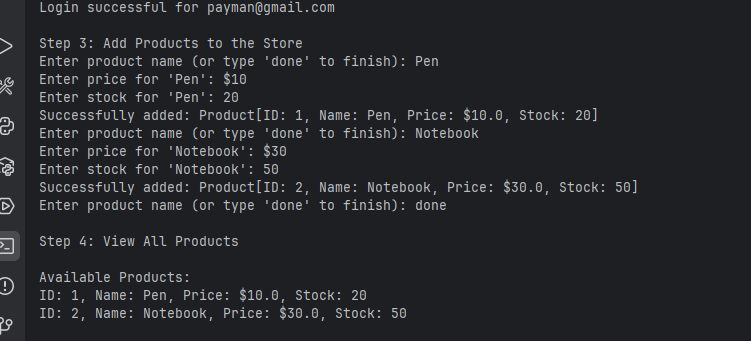 Login successful for payman@gmail.com
Step 3: Add Products to the Store
Enter product name (or type 'done' to finish): Pen
Enter price for 'Pen': $10
Enter stock for 'Pen': 20
Successfully added: Product[ID: 1, Name: Pen, Price: $10.0, Stock: 20]
Enter product name (or type 'done' to finish): Notebook
Enter price for 'Notebook': $30
Enter stock for 'Notebook': 50
Successfully added: Product[ID: 2, Name: Notebook, Price: $30.0, Stock: 50]
Enter product name (or type 'done' to finish): done
Step 4: View All Products
Available Products:
ID: 1, Name: Pen, Price: $10.0, Stock: 20
ID: 2, Name: Notebook, Price: $30.0, Stock: 50